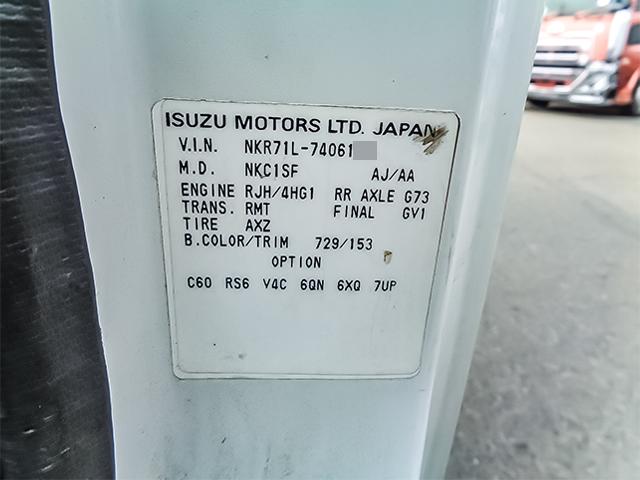 ISUZU MOTORS LTD. JAPAN
V.I.N. NKR71L-74061
M.D. NKC1SF AJ/AA
ENGINE RJH/4HG1 RR AXLE G73
TRANS. RMT FINAL GV1
TIRE AXZ
B.COLOR/TRIM 729/153
OPTION
C60 RS6 V4C 6QN 6XQ 7UP